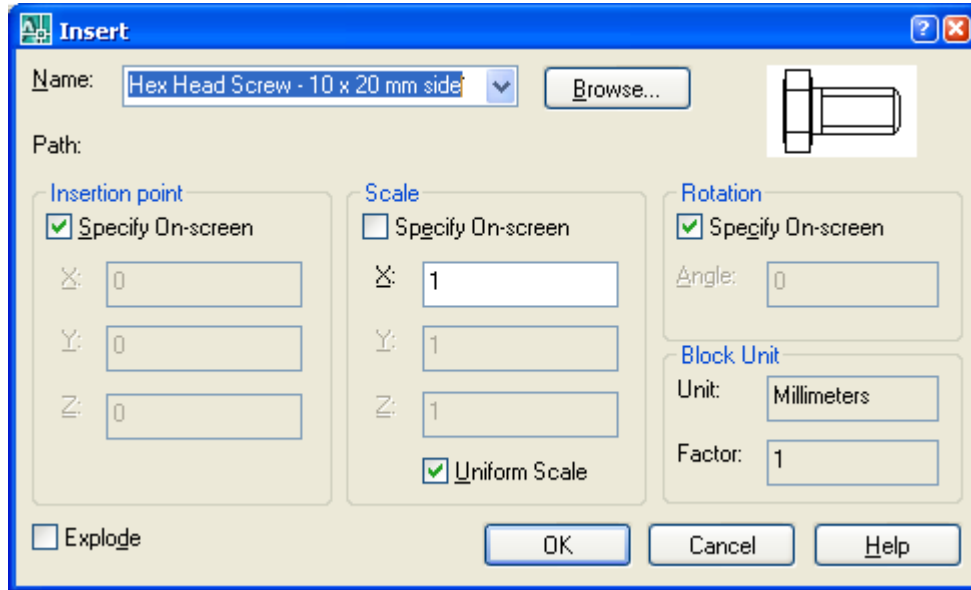 Insert
Name: Hex Head Screw - 10 x 20 mm side Browse...
Path:
Insertion point
Specify On-screen
X: 0
Y: 0
Z: 0
Scale
Specify On-screen
X: 1
Y: 1
Z: 1
Uniform Scale
Rotation
Specify On-screen
Angle: 0
Block Unit
Unit: Millimeters
Factor: 1
Explode
OK Cancel Help